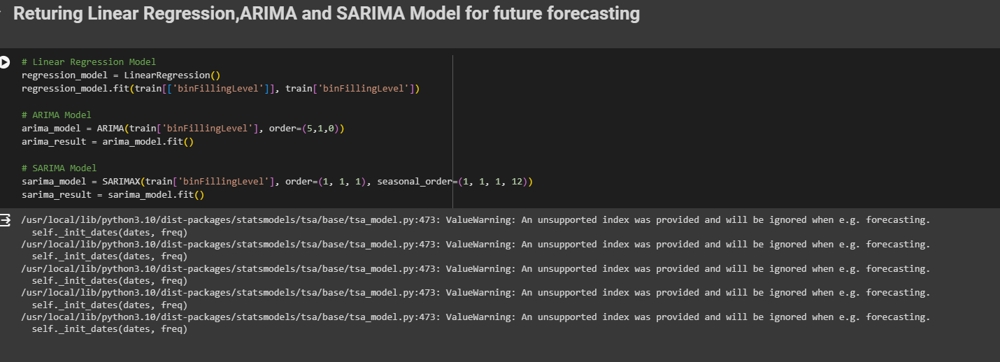 Returing Linear Regression,ARIMA and SARIMA Model for future forecasting
# Linear Regression Model
regression_model = LinearRegression()
regression_model.fit(train[['binFillingLevel']], train['binFillingLevel'])
# ARIMA Model
arima_model = ARIMA(train['binFillingLevel'], order=(5,1,0))
arima_result = arima_model.fit()
# SARIMA Model
sarima_model = SARIMAX(train['binFillingLevel'], order=(1, 1, 1), seasonal_order=(1, 1, 1, 12))
sarima_result = sarima_model.fit()
/usr/local/lib/python3.10/dist-packages/statsmodels/tsa/base/tsa_model.py:473: ValueWarning: An unsupported index was provided and will be ignored when e.g. forecasting.
self._init_dates(dates, freq)
/usr/local/lib/python3.10/dist-packages/statsmodels/tsa/base/tsa_model.py:473: ValueWarning: An unsupported index was provided and will be ignored when e.g. forecasting.
self._init_dates(dates, freq)
/usr/local/lib/python3.10/dist-packages/statsmodels/tsa/base/tsa_model.py:473: ValueWarning: An unsupported index was provided and will be ignored when e.g. forecasting.
self._init_dates(dates, freq)
/usr/local/lib/python3.10/dist-packages/statsmodels/tsa/base/tsa_model.py:473: ValueWarning: An unsupported index was provided and will be ignored when e.g. forecasting.
self._init_dates(dates, freq)
/usr/local/lib/python3.10/dist-packages/statsmodels/tsa/base/tsa_model.py:473: ValueWarning: An unsupported index was provided and will be ignored when e.g. forecasting.
self._init_dates(dates, freq)